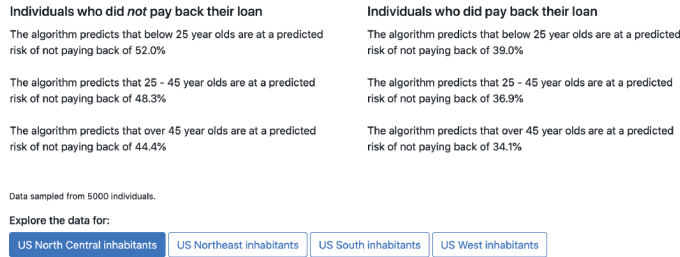 Individuals who did not pay back their loan
The algorithm predicts that below 25 year olds are at a predicted
risk of not paying back of 52.0%
The algorithm predicts that 25 - 45 year olds are at a predicted
risk of not paying back of 48.3%
The algorithm predicts that over 45 year olds are at a predicted
risk of not paying back of 44.4%
Individuals who did pay back their loan
The algorithm predicts that below 25 year olds are at a predicted
risk of not paying back of 39.0%
The algorithm predicts that 25 - 45 year olds are at a predicted
risk of not paying back of 36.9%
The algorithm predicts that over 45 year olds are at a predicted
risk of not paying back of 34.1%
Data sampled from 5000 individuals.
Explore the data for:
US North Central inhabitants
US Northeast inhabitants
US South inhabitants
US West inhabitants